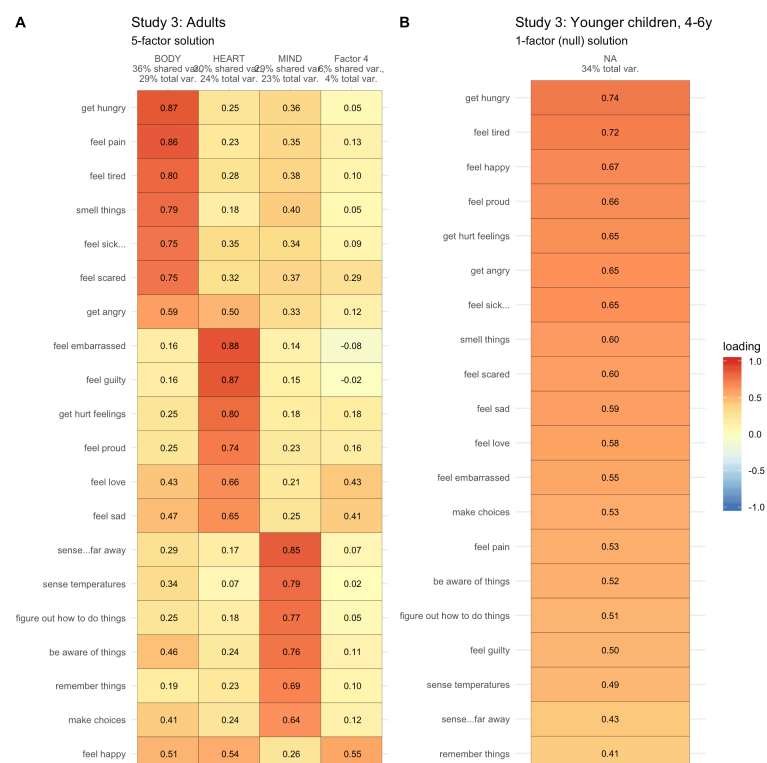 A
Study 3: Adults
5-factor solution
BODY HEART MIND Factor 4
36% shared var., 30% shared var., 29% shared var., 6% shared var.,
29% total var. 24% total var. 23% total var. 4% total var.
get hungry 0.87 0.25 0.36 0.05
feel pain 0.86 0.23 0.35 0.13
feel tired 0.80 0.28 0.38 0.10
smell things 0.79 0.18 0.40 0.05
feel sick... 0.75 0.35 0.34 0.09
feel scared 0.75 0.32 0.37 0.29
get angry 0.59 0.50 0.33 0.12
feel embarrassed 0.16 0.88 0.14 -0.08
feel guilty 0.16 0.87 0.15 -0.02
get hurt feelings 0.25 0.80 0.18 0.18
feel proud 0.25 0.74 0.23 0.16
feel love 0.43 0.66 0.21 0.43
feel sad 0.47 0.65 0.25 0.41
sense...far away 0.29 0.17 0.85 0.07
sense temperatures 0.34 0.07 0.79 0.02
figure out how to do things 0.25 0.18 0.77 0.05
be aware of things 0.46 0.24 0.76 0.11
remember things 0.19 0.23 0.69 0.10
make choices 0.41 0.24 0.64 0.12
feel happy 0.51 0.54 0.26 0.55
B
Study 3: Younger children, 4-6y
1-factor (null) solution
NA
34% total var.
get hungry 0.74
feel tired 0.72
feel happy 0.67
feel proud 0.66
get hurt feelings 0.65
get angry 0.65
feel sick... 0.65
smell things 0.60
feel scared 0.60
feel sad 0.59
feel love 0.58
feel embarrassed 0.55
make choices 0.53
feel pain 0.53
be aware of things 0.52
figure out how to do things 0.51
feel guilty 0.50
sense temperatures 0.49
sense...far away 0.43
remember things 0.41
loading
1.0
0.5
0.0
-0.5
-1.0